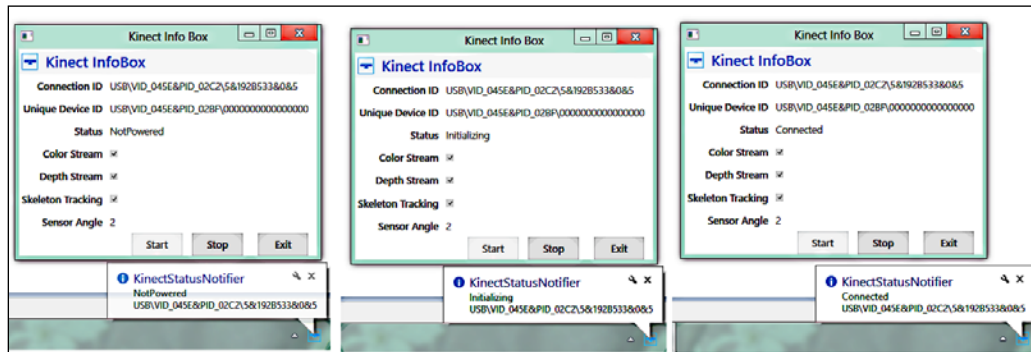 Kinect Info Box
Kinect InfoBox
Connection ID USB\VID_045E&PID_02C2\5&192B533&0&5
Unique Device ID USB\VID_045E&PID_02BF\0000000000000000
Status NotPowered
Color Stream
Depth Stream
Skeleton Tracking
Sensor Angle 2
Start Stop Exit
KinectStatusNotifier
NotPowered
USB\VID_045E&PID_02C2\5&192B533&0&5
Kinect Info Box
Kinect InfoBox
Connection ID USB\VID_045E&PID_02C2\5&192B533&0&5
Unique Device ID USB\VID_045E&PID_02BF\0000000000000000
Status Initializing
Color Stream
Depth Stream
Skeleton Tracking
Sensor Angle 2
Start Stop Exit
KinectStatusNotifier
Initializing
USB\VID_045E&PID_02C2\5&192B533&0&5
Kinect Info Box
Kinect InfoBox
Connection ID USB\VID_045E&PID_02C2\5&192B533&0&5
Unique Device ID USB\VID_045E&PID_02BF\0000000000000000
Status Connected
Color Stream
Depth Stream
Skeleton Tracking
Sensor Angle 2
Start Stop Exit
KinectStatusNotifier
Connected
USB\VID_045E&PID_02C2\5&192B533&0&5